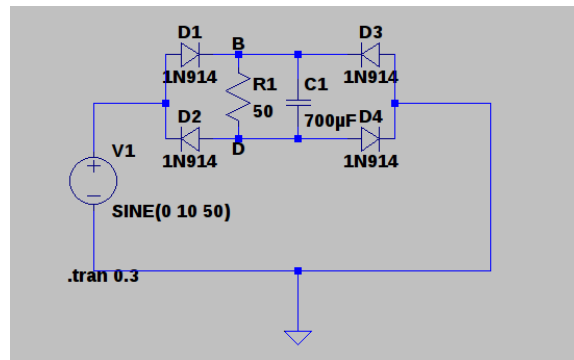 D1
B
D3
1N914
R1
C1
1N914
50
700µF
D2
D
D4
1N914
1N914
V1
SINE(0 10 50)
.tran 0.3